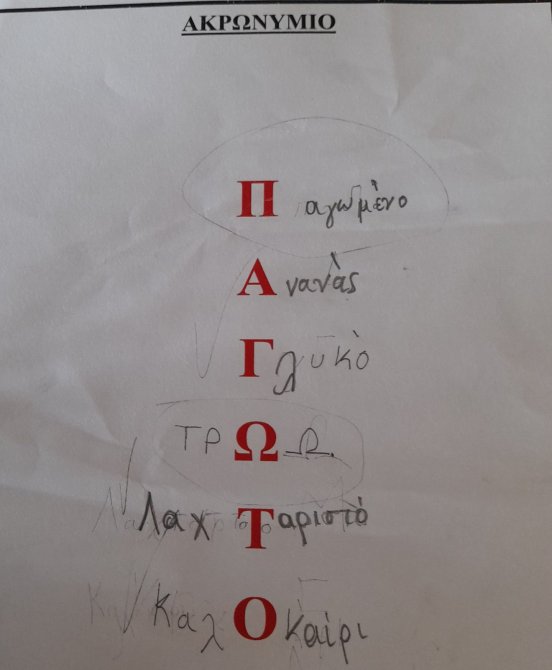 ΑΚΡΩΝΥΜΙΟ
Παγωμένο
Ανανάς
Γλυκό
ΤΡΩΩ
ΛαχΤαριστό
ΚαλΟκαίρι